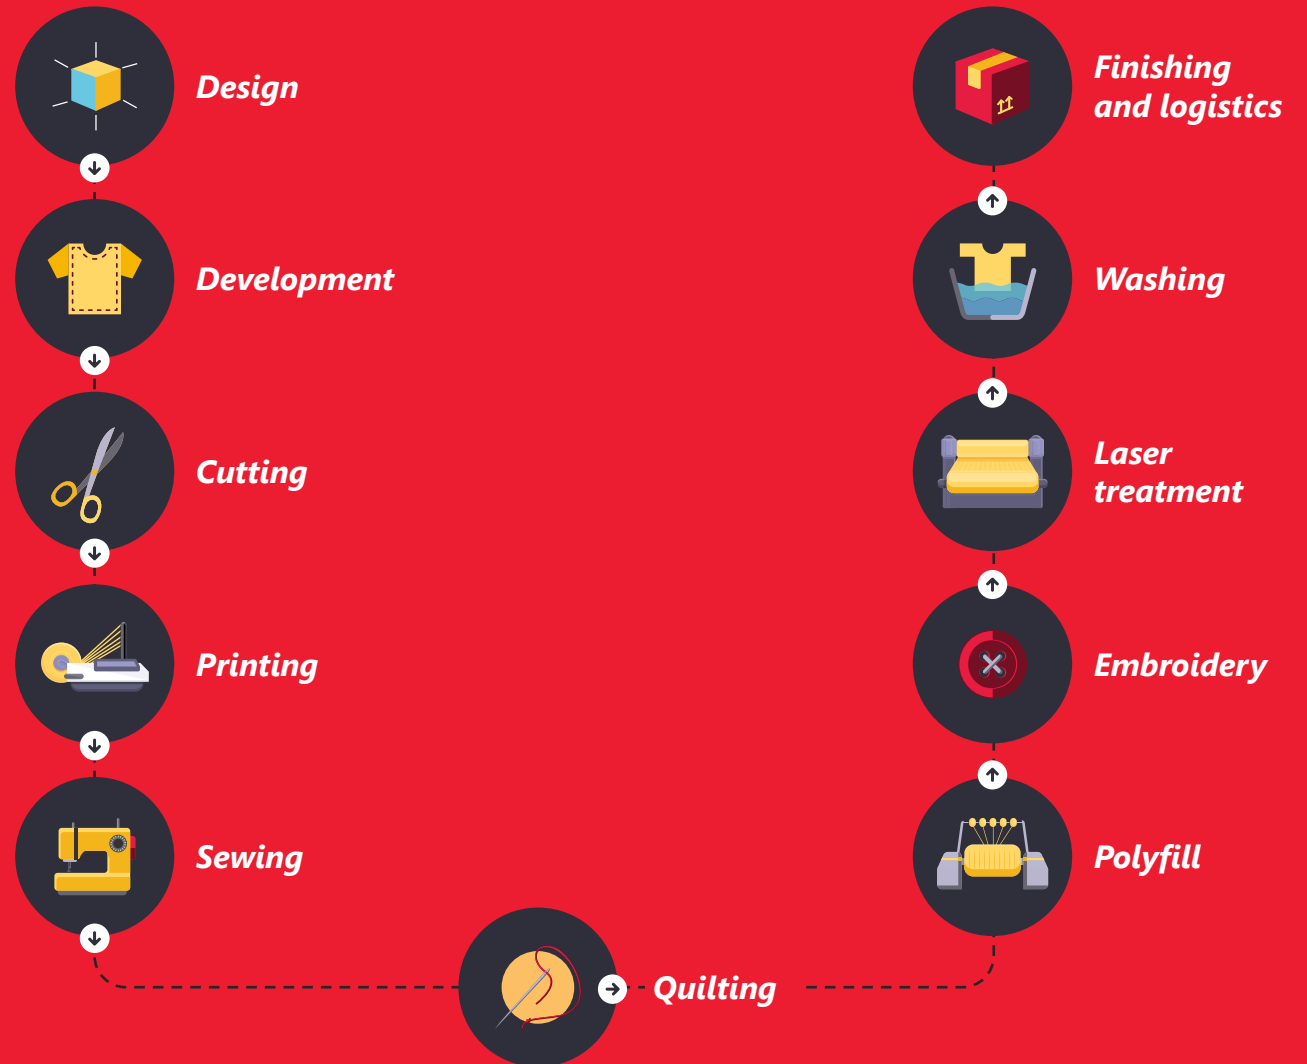 Design
Development
Cutting
Printing
Sewing
Quilting
Polyfill
Embroidery
Laser
treatment
Washing
Finishing
and logistics